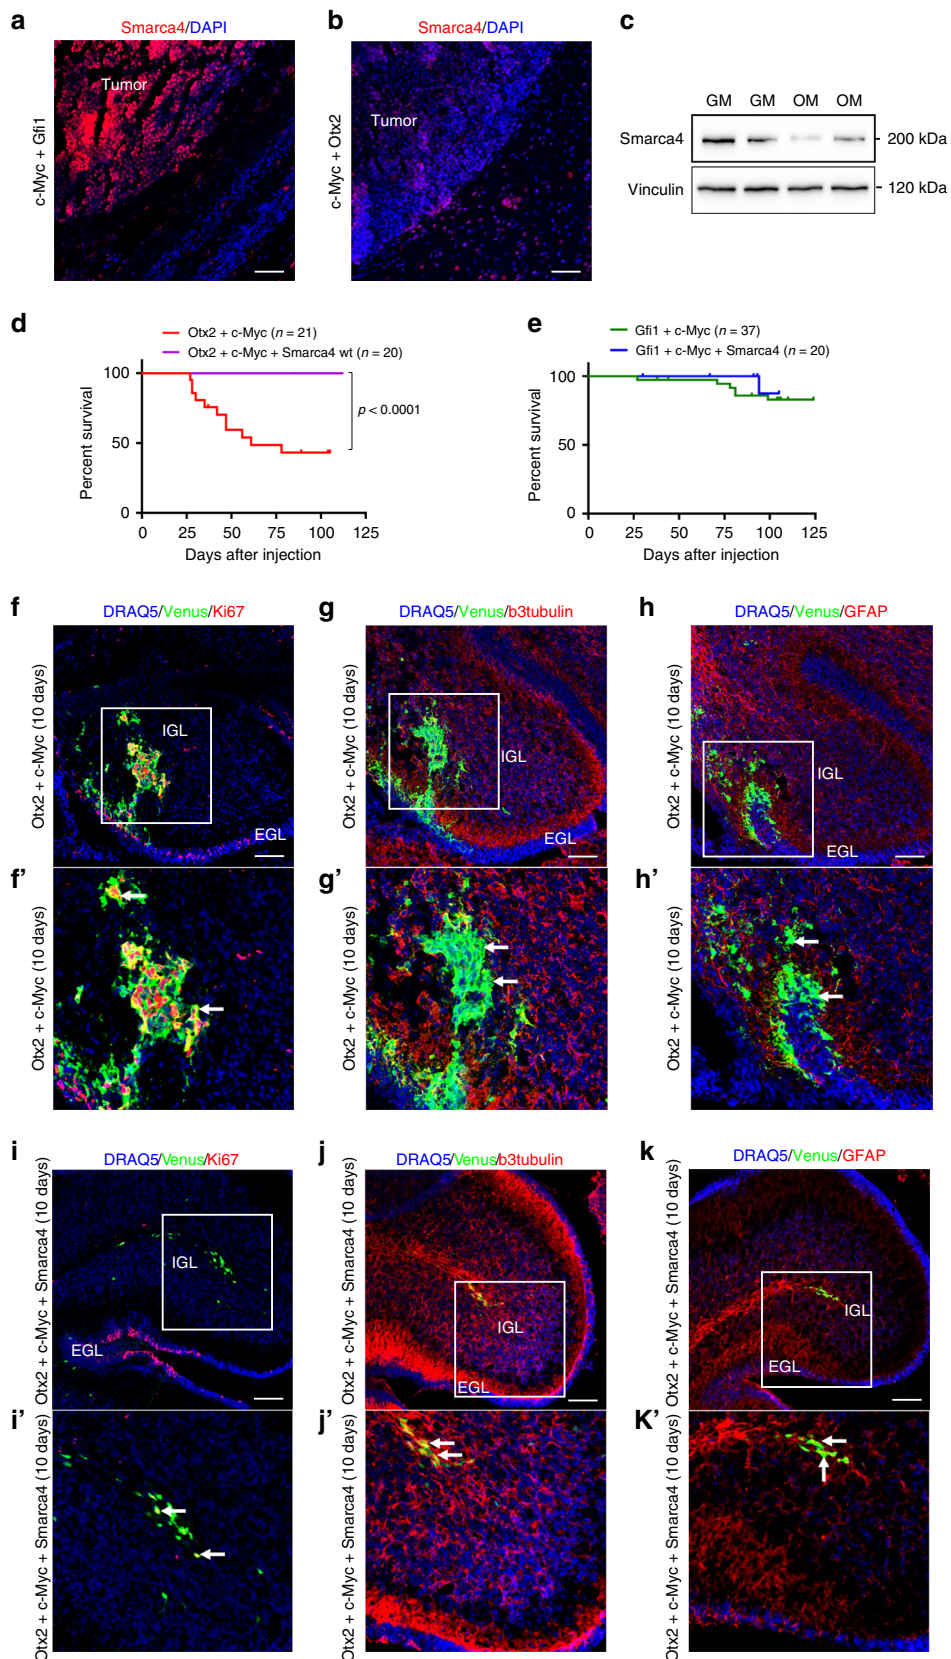 a
Smarca4/DAPI
c-Myc + Gfi1
Tumor
b
Smarca4/DAPI
c-Myc + Otx2
Tumor
c
GM GM OM OM
Smarca4
200 kDa
Vinculin
120 kDa
d
Otx2 + c-Myc (n = 21)
Otx2 + c-Myc + Smarca4 wt (n = 20)
Percent survival
100
50
0
p < 0.0001
0 25 50 75 100 125
Days after injection
e
Gfi1 + c-Myc (n = 37)
Gfi1 + c-Myc + Smarca4 (n = 20)
Percent survival
100
50
0
0 25 50 75 100 125
Days after injection
f
DRAQ5/Venus/Ki67
Otx2 + c-Myc (10 days)
IGL
EGL
g
DRAQ5/Venus/b3tubulin
Otx2 + c-Myc (10 days)
IGL
EGL
h
DRAQ5/Venus/GFAP
Otx2 + c-Myc (10 days)
IGL
EGL
f'
Otx2 + c-Myc (10 days)
g'
Otx2 + c-Myc (10 days)
h'
Otx2 + c-Myc (10 days)
i
DRAQ5/Venus/Ki67
Otx2 + c-Myc + Smarca4 (10 days)
IGL
EGL
j
DRAQ5/Venus/b3tubulin
Otx2 + c-Myc + Smarca4 (10 days)
IGL
EGL
k
DRAQ5/Venus/GFAP
Otx2 + c-Myc + Smarca4 (10 days)
IGL
EGL
i'
Otx2 + c-Myc + Smarca4 (10 days)
j'
Otx2 + c-Myc + Smarca4 (10 days)
K'
Otx2 + c-Myc + Smarca4 (10 days)